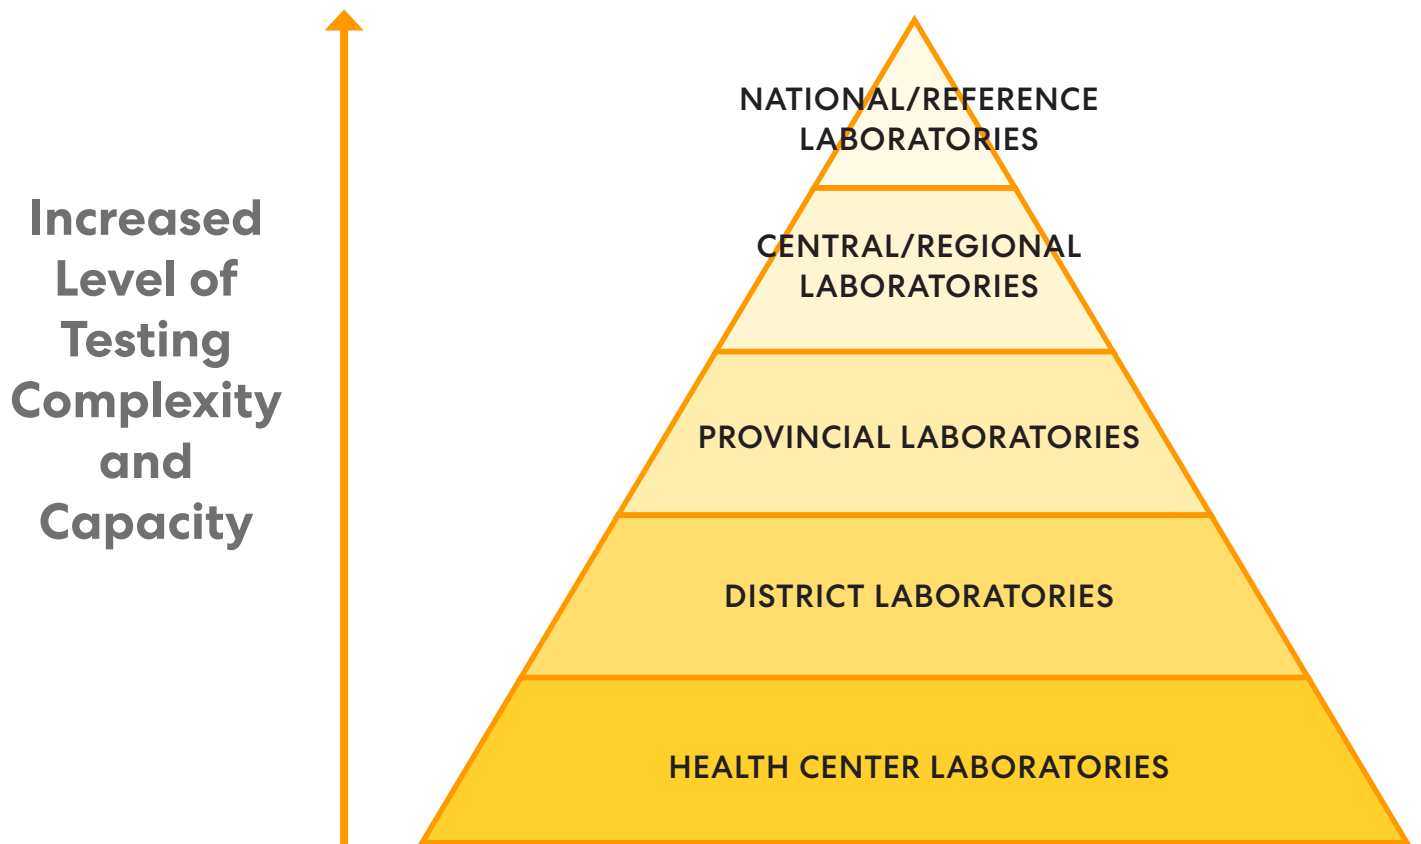 Increased
Level of
Testing
Complexity
and
Capacity
NATIONAL/REFERENCE
LABORATORIES
CENTRAL/REGIONAL
LABORATORIES
PROVINCIAL LABORATORIES
DISTRICT LABORATORIES
HEALTH CENTER LABORATORIES